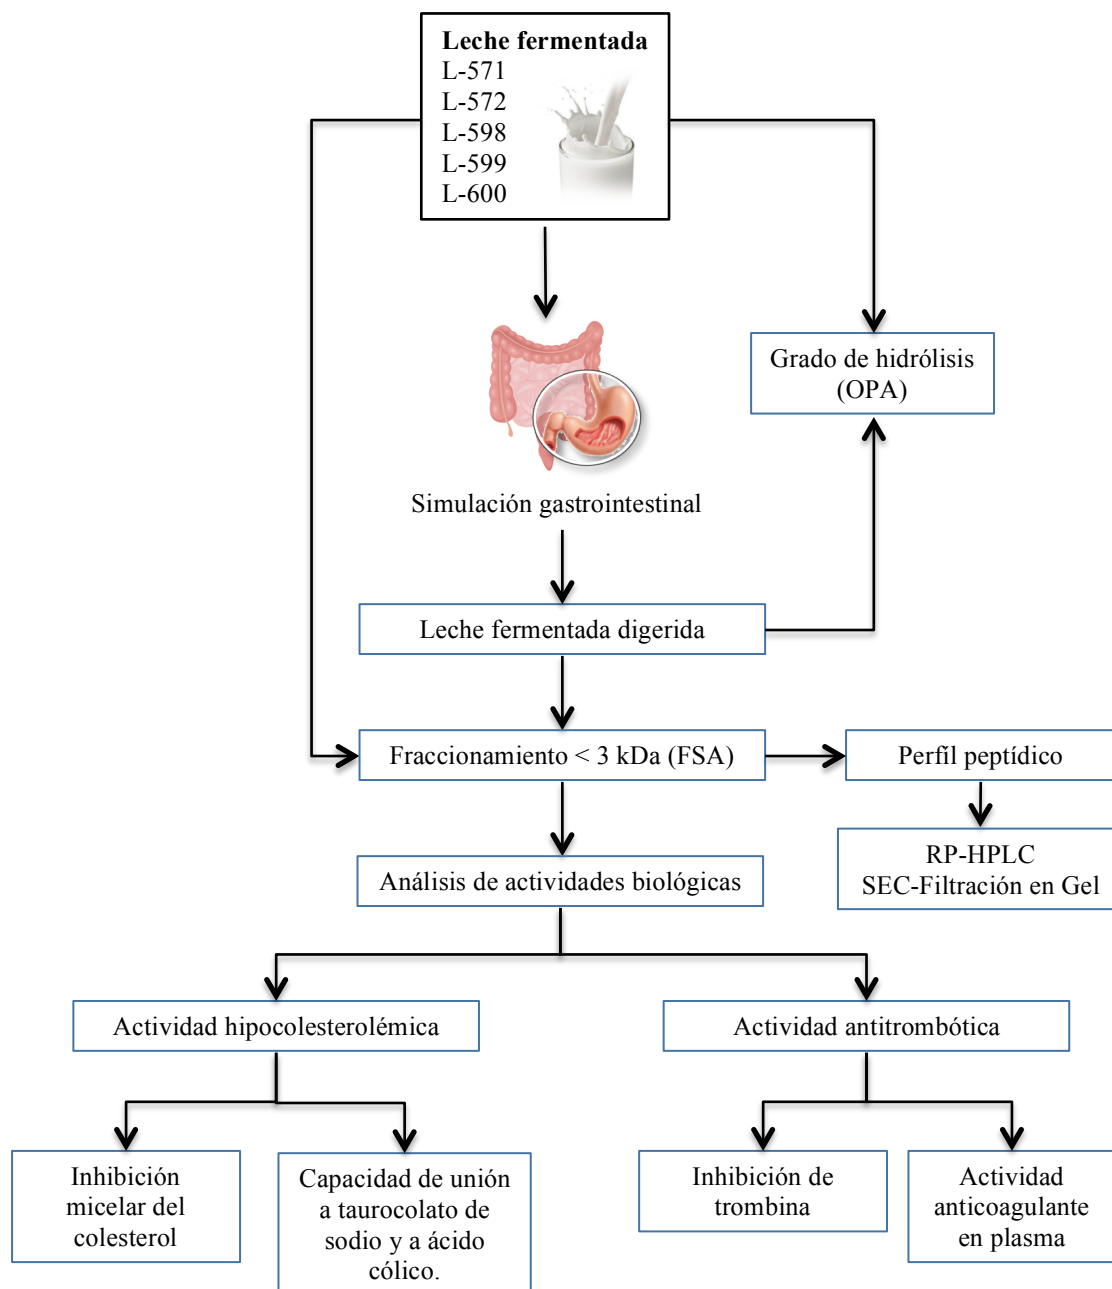 Leche fermentada
L-571
L-572
L-598
L-599
L-600
Grado de hidrólisis
(OPA)
Simulación gastrointestinal
Leche fermentada digerida
Fraccionamiento < 3 kDa (FSA)
Perfíl peptídico
RP-HPLC
SEC-Filtración en Gel
Análisis de actividades biológicas
Actividad hipocolesterolémica
Actividad antitrombótica
Inhibición
micelar del
colesterol
Capacidad de unión
a taurocolato de
sodio y a ácido
cólico.
Inhibición de
trombina
Actividad
anticoagulante
en plasma